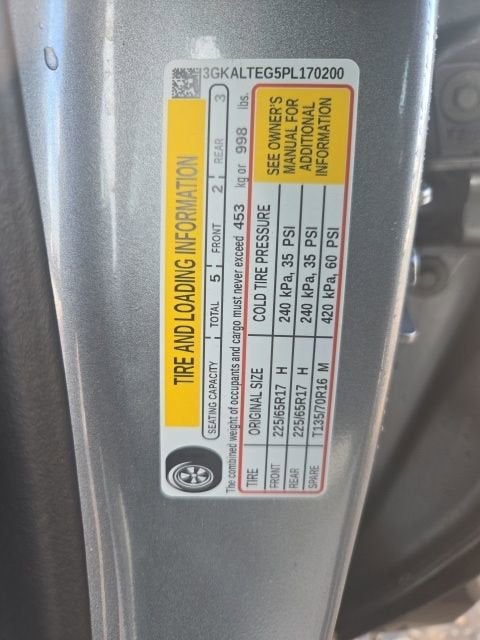 3GKALTEG5PL170200
TIRE AND LOADING INFORMATION
SEATING CAPACITY TOTAL 5 FRONT 2 REAR 3
The combined weight of occupants and cargo must never exceed 453 kg or 998 lbs.
TIRE ORIGINAL SIZE COLD TIRE PRESSURE
FRONT 225/65R17 H 240 kPa, 35 PSI
REAR 225/65R17 H 240 kPa, 35 PSI
SPARE T135/70R16 M 420 kPa, 60 PSI
SEE OWNER'S
MANUAL FOR
ADDITIONAL
INFORMATION